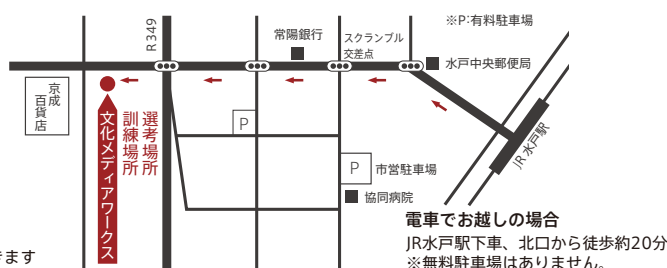 ※P:有料駐車場
R349
常陽銀行
スクランブル
交差点
水戸中央郵便局
京成
百貨店
選考場所
訓練場所
文化メディアワークス
P
P
市営駐車場
協同病院
JR 水戸駅
電車でお越しの場合
JR水戸駅下車、北口から徒歩約20分
※無料駐車場はありません。
きます